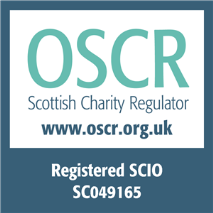 OSCR
Scottish Charity Regulator
www.oscr.org.uk
Registered SCIO
SC049165